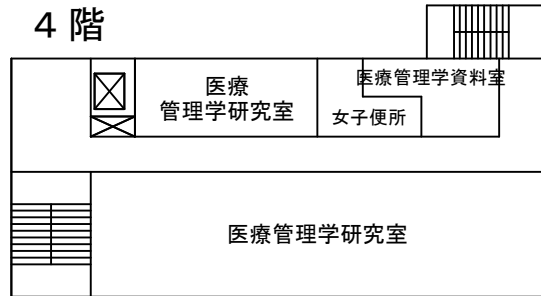 ４階
医療
管理学研究室
医療管理学資料室
女子便所
医療管理学研究室